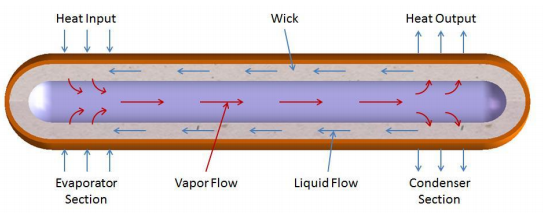 Heat Input
Wick
Heat Output
Evaporator
Section
Vapor Flow
Liquid Flow
Condenser
Section